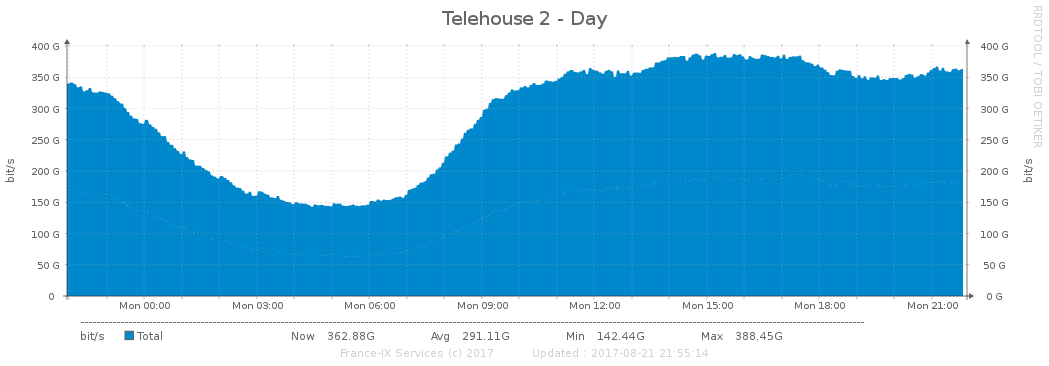 Telehouse 2 - Day
RRDTOOL / TOBI OETIKER
bit/s
400 G 400 G
350 G 350 G
300 G 300 G
250 G 250 G
200 G 200 G
150 G 150 G
100 G 100 G
50 G 50 G
0 0 G
bit/s
Mon 00:00 Mon 03:00 Mon 06:00 Mon 09:00 Mon 12:00 Mon 15:00 Mon 18:00 Mon 21:00
bit/s Total Now 362.88G Avg 291.11G Min 142.44G Max 388.45G
France-IX Services (c) 2017 Updated : 2017-08-21 21:55:14